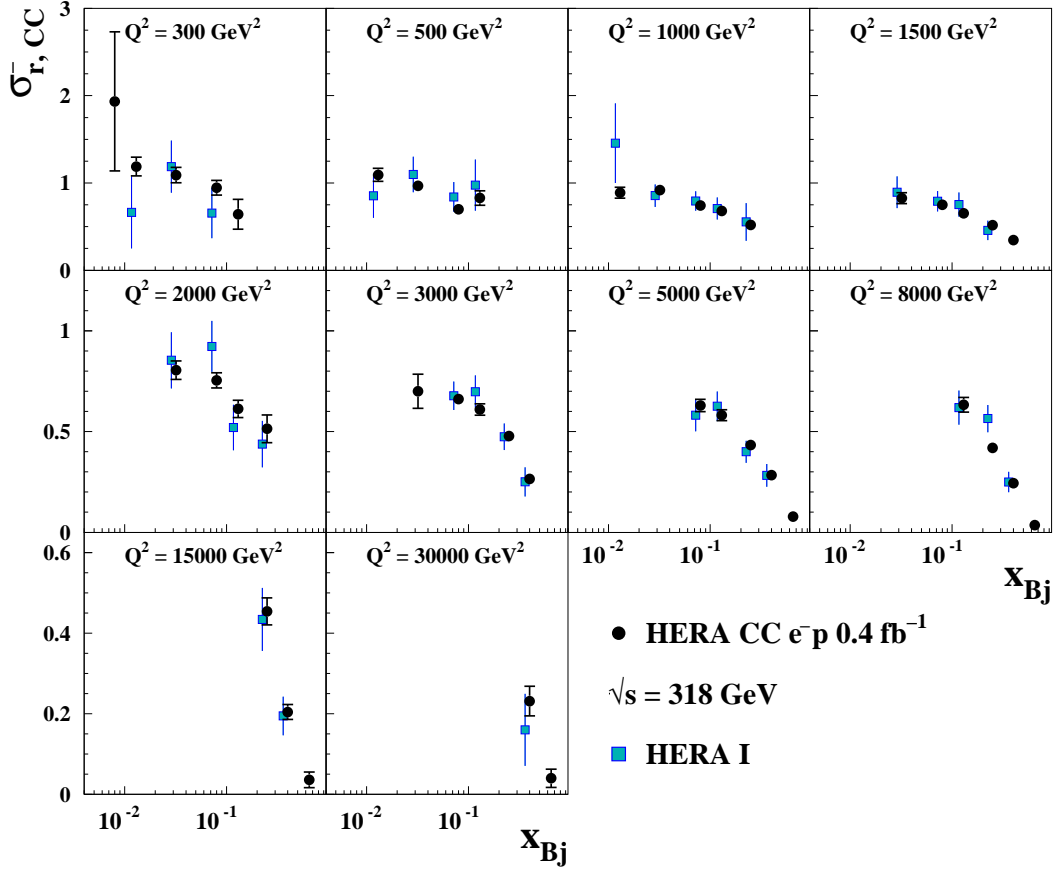 σ⁻r, CC
3
Q² = 300 GeV²
Q² = 500 GeV²
Q² = 1000 GeV²
Q² = 1500 GeV²
2
1
0
Q² = 2000 GeV²
Q² = 3000 GeV²
Q² = 5000 GeV²
Q² = 8000 GeV²
1
0.5
0
10⁻² 10⁻¹ 10⁻² 10⁻¹
xBj
Q² = 15000 GeV²
Q² = 30000 GeV²
0.6
0.4
0.2
0
10⁻² 10⁻¹ 10⁻² 10⁻¹
xBj
HERA CC e⁻p 0.4 fb⁻¹
√s = 318 GeV
HERA I